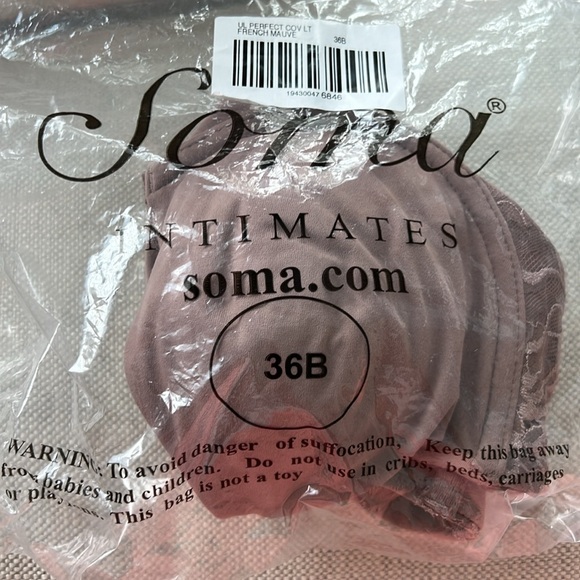 UL PERFECT COV LT
FRENCH MAUVE 36B
19430047 6846
Soma®
INTIMATES
soma.com
36B
WARNING: To avoid danger of suffocation, Keep this bag away
from babies and children. Do not use in cribs, beds, carriages
or play This bag is not a toy